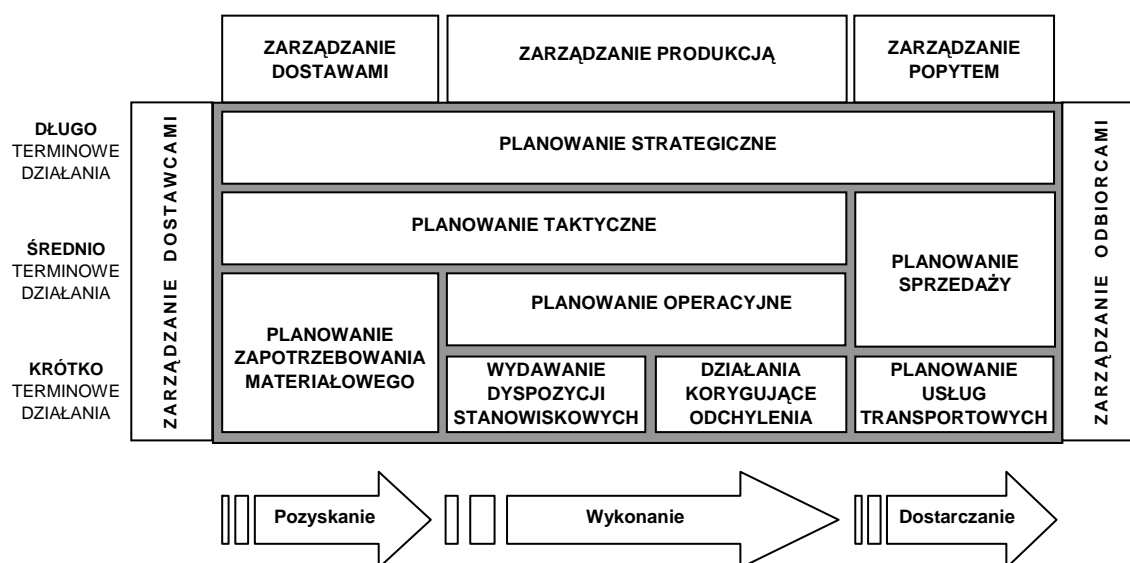 ZARZĄDZANIE
DOSTAWAMI
ZARZĄDZANIE PRODUKCJĄ
ZARZĄDZANIE
POPYTEM
DŁUGO
TERMINOWE
DZIAŁANIA
ŚREDNIO
TERMINOWE
DZIAŁANIA
KRÓTKO
TERMINOWE
DZIAŁANIA
ZARZĄDZANIE DOSTAWCAMI
PLANOWANIE STRATEGICZNE
PLANOWANIE TAKTYCZNE
PLANOWANIE
SPRZEDAŻY
PLANOWANIE
ZAPOTRZEBOWANIA
MATERIAŁOWEGO
PLANOWANIE OPERACYJNE
WYDAWANIE
DYSPOZYCJI
STANOWISKOWYCH
DZIAŁANIA
KORYGUJĄCE
ODCHYLENIA
PLANOWANIE
USŁUG
TRANSPORTOWYCH
ZARZĄDZANIE ODBIORCAMI
Pozyskanie
Wykonanie
Dostarczanie